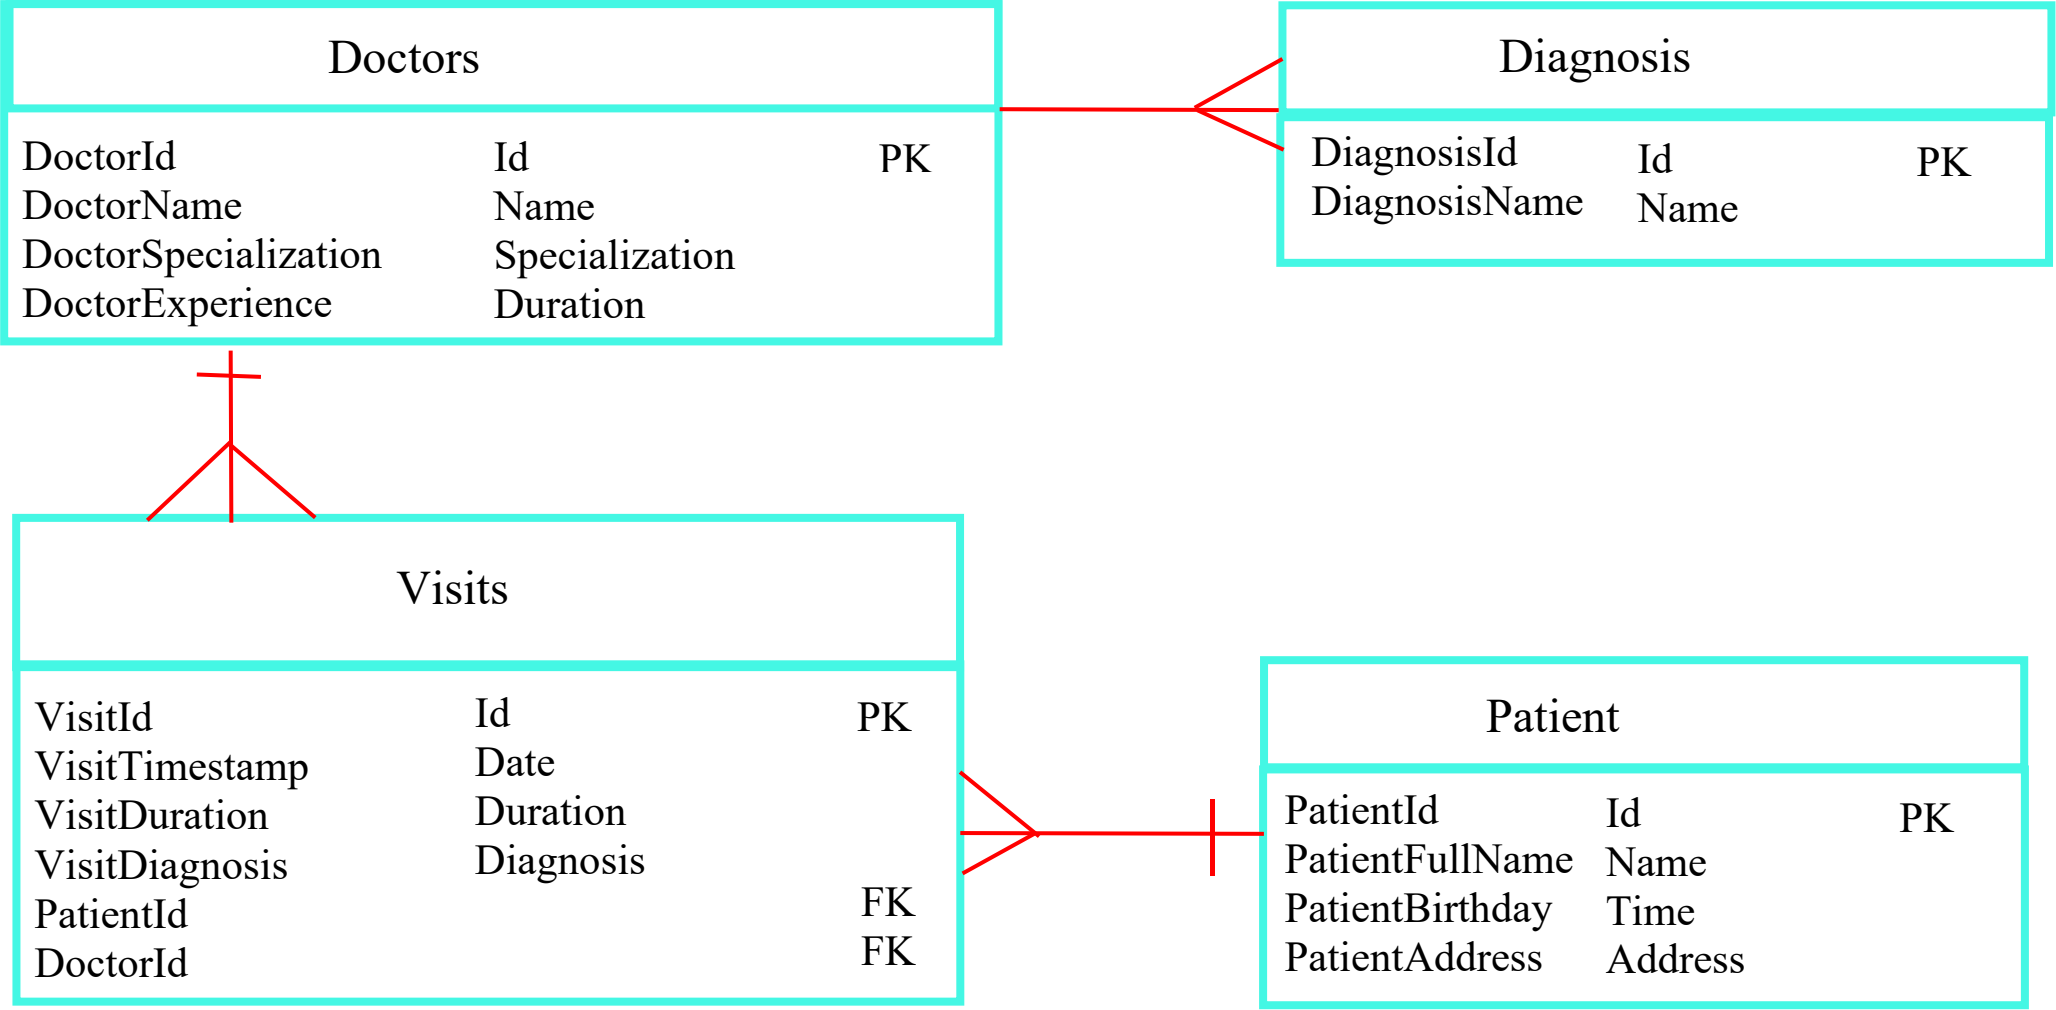 Doctors
DoctorId Id PK
DoctorName Name
DoctorSpecialization Specialization
DoctorExperience Duration
Diagnosis
DiagnosisId Id PK
DiagnosisName Name
Visits
VisitId Id PK
VisitTimestamp Date
VisitDuration Duration
VisitDiagnosis Diagnosis
PatientId FK
DoctorId FK
Patient
PatientId Id PK
PatientFullName Name
PatientBirthday Time
PatientAddress Address